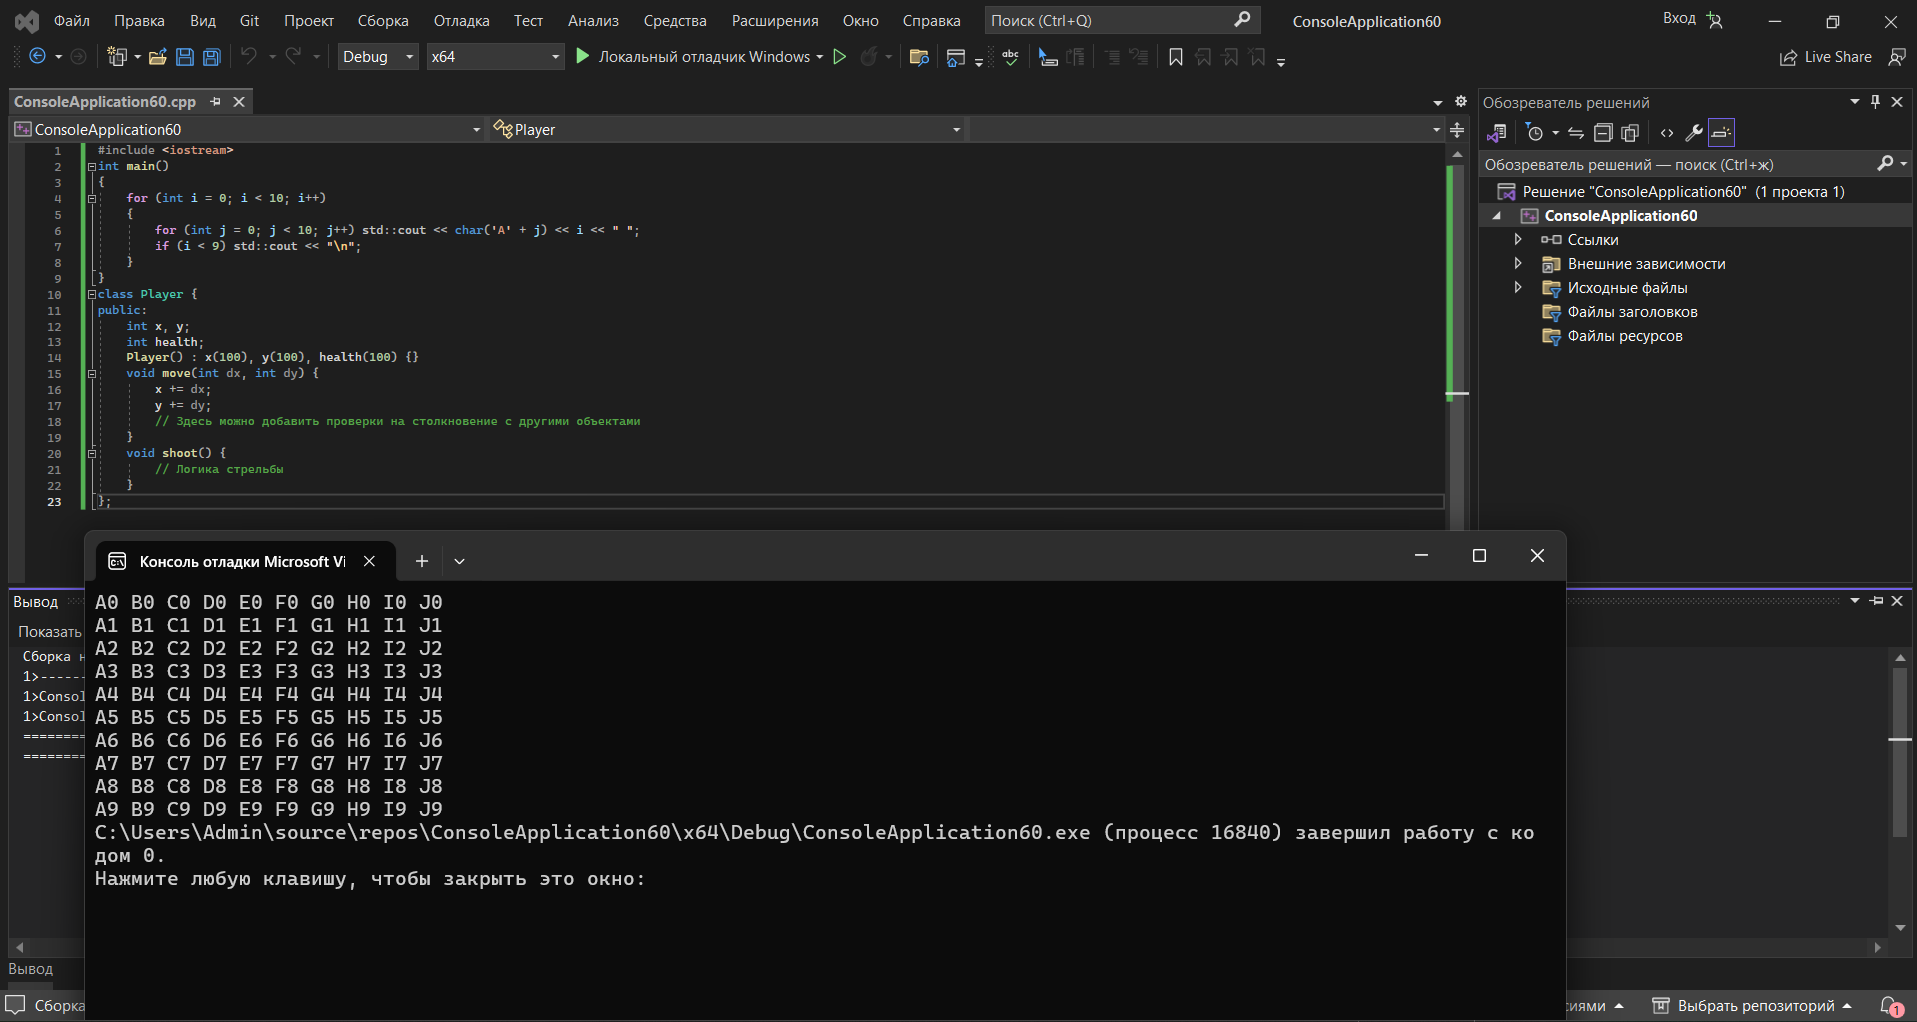 Файл Правка Вид Git Проект Сборка Отладка Тест Анализ Средства Расширения Окно Справка Поиск (Ctrl+Q) ConsoleApplication60 Вход
Debug x64 Локальный отладчик Windows abc Live Share
ConsoleApplication60.cpp
ConsoleApplication60 Player
1 #include <iostream>
2 int main()
3 {
4 for (int i = 0; i < 10; i++)
5 {
6 for (int j = 0; j < 10; j++) std::cout << char('A' + j) << i << " ";
7 if (i < 9) std::cout << "\n";
8 }
9 }
10 class Player {
11 public:
12 int x, y;
13 int health;
14 Player() : x(100), y(100), health(100) {}
15 void move(int dx, int dy) {
16 x += dx;
17 y += dy;
18 // Здесь можно добавить проверки на столкновение с другими объектами
19 }
20 void shoot() {
21 // Логика стрельбы
22 }
23 };
Обозреватель решений
Обозреватель решений — поиск (Ctrl+ж)
Решение "ConsoleApplication60" (1 проекта 1)
ConsoleApplication60
Ссылки
Внешние зависимости
Исходные файлы
Файлы заголовков
Файлы ресурсов
Вывод
Показать
Сборка н
1>-----
1>Consol
1>Consol
========
========
Консоль отладки Microsoft Vi
A0 B0 C0 D0 E0 F0 G0 H0 I0 J0
A1 B1 C1 D1 E1 F1 G1 H1 I1 J1
A2 B2 C2 D2 E2 F2 G2 H2 I2 J2
A3 B3 C3 D3 E3 F3 G3 H3 I3 J3
A4 B4 C4 D4 E4 F4 G4 H4 I4 J4
A5 B5 C5 D5 E5 F5 G5 H5 I5 J5
A6 B6 C6 D6 E6 F6 G6 H6 I6 J6
A7 B7 C7 D7 E7 F7 G7 H7 I7 J7
A8 B8 C8 D8 E8 F8 G8 H8 I8 J8
A9 B9 C9 D9 E9 F9 G9 H9 I9 J9
C:\Users\Admin\source\repos\ConsoleApplication60\x64\Debug\ConsoleApplication60.exe (процесс 16840) завершил работу с ко
дом 0.
Нажмите любую клавишу, чтобы закрыть это окно:
Вывод
Сборка
сиями Выбрать репозиторий 1